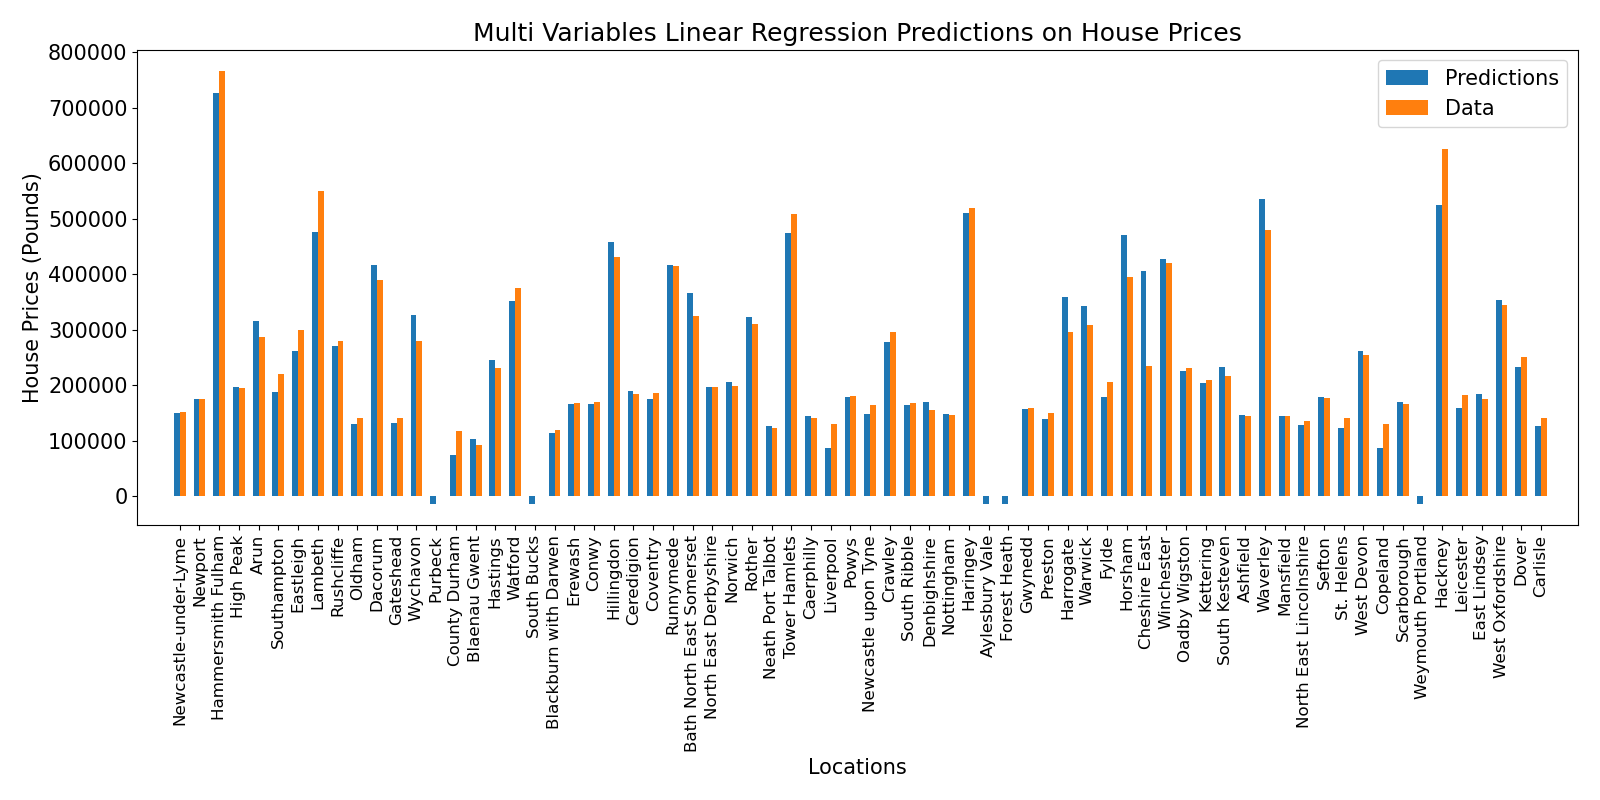 Multi Variables Linear Regression Predictions on House Prices
800000
700000
600000
500000
400000
300000
200000
100000
0
House Prices (Pounds)
Predictions
Data
Newcastle-under-Lyme
Newport
Hammersmith Fulham
High Peak
Arun
Southampton
Eastleigh
Lambeth
Rushcliffe
Oldham
Dacorum
Gateshead
Wychavon
Purbeck
County Durham
Blaenau Gwent
Hastings
Watford
South Bucks
Blackburn with Darwen
Erewash
Conwy
Hillingdon
Ceredigion
Coventry
Runnymede
Bath North East Somerset
North East Derbyshire
Norwich
Rother
Neath Port Talbot
Tower Hamlets
Caerphilly
Liverpool
Powys
Newcastle upon Tyne
Crawley
South Ribble
Denbighshire
Nottingham
Haringey
Aylesbury Vale
Forest Heath
Gwynedd
Preston
Harrogate
Warwick
Fylde
Horsham
Cheshire East
Winchester
Oadby Wigston
Kettering
South Kesteven
Ashfield
Waverley
Mansfield
North East Lincolnshire
Sefton
St. Helens
West Devon
Copeland
Scarborough
Weymouth Portland
Hackney
Leicester
East Lindsey
West Oxfordshire
Dover
Carlisle
Locations